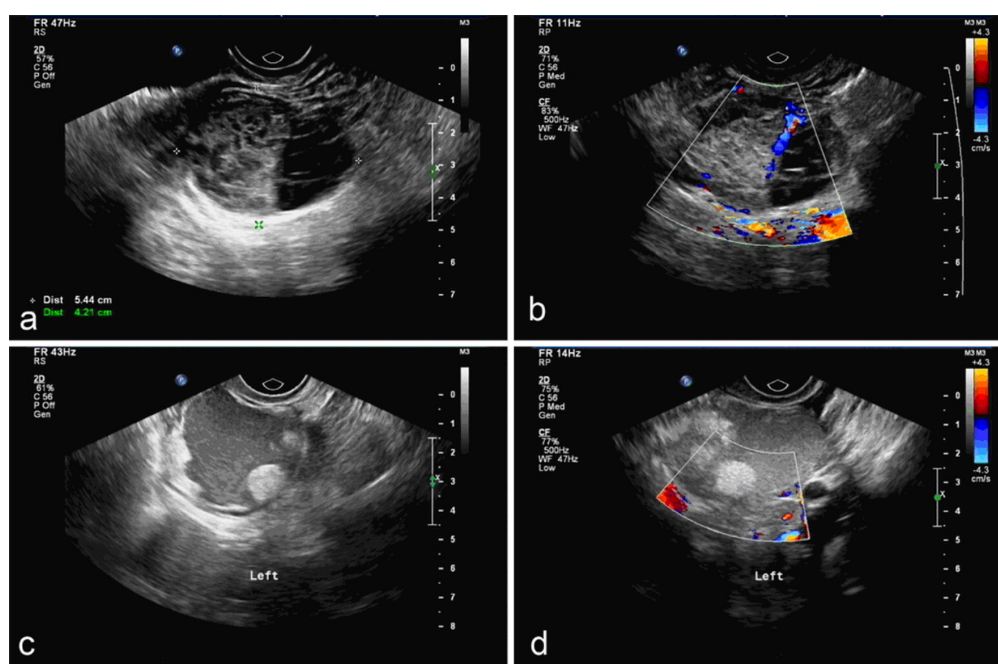 FR 47Hz
RS
M3
2D
57%
C 56
P Off
Gen
0
1
2
3
4
5
6
7
x
Dist 5.44 cm
Dist 4.21 cm
a
FR 11Hz
RP
M3 M3
+4.3
-4.3
cm/s
2D
71%
C 56
P Med
Gen
CF
83%
500Hz
WF 47Hz
Low
0
1
2
3
4
5
6
7
x
b
FR 43Hz
RS
M3
2D
61%
C 56
P Off
Gen
0
1
2
3
4
5
6
7
8
x
Left
c
FR 14Hz
RP
M3 M3
+4.3
-4.3
cm/s
2D
75%
C 56
P Med
Gen
CF
77%
500Hz
WF 47Hz
Low
0
1
2
3
4
5
6
7
8
x
Left
d